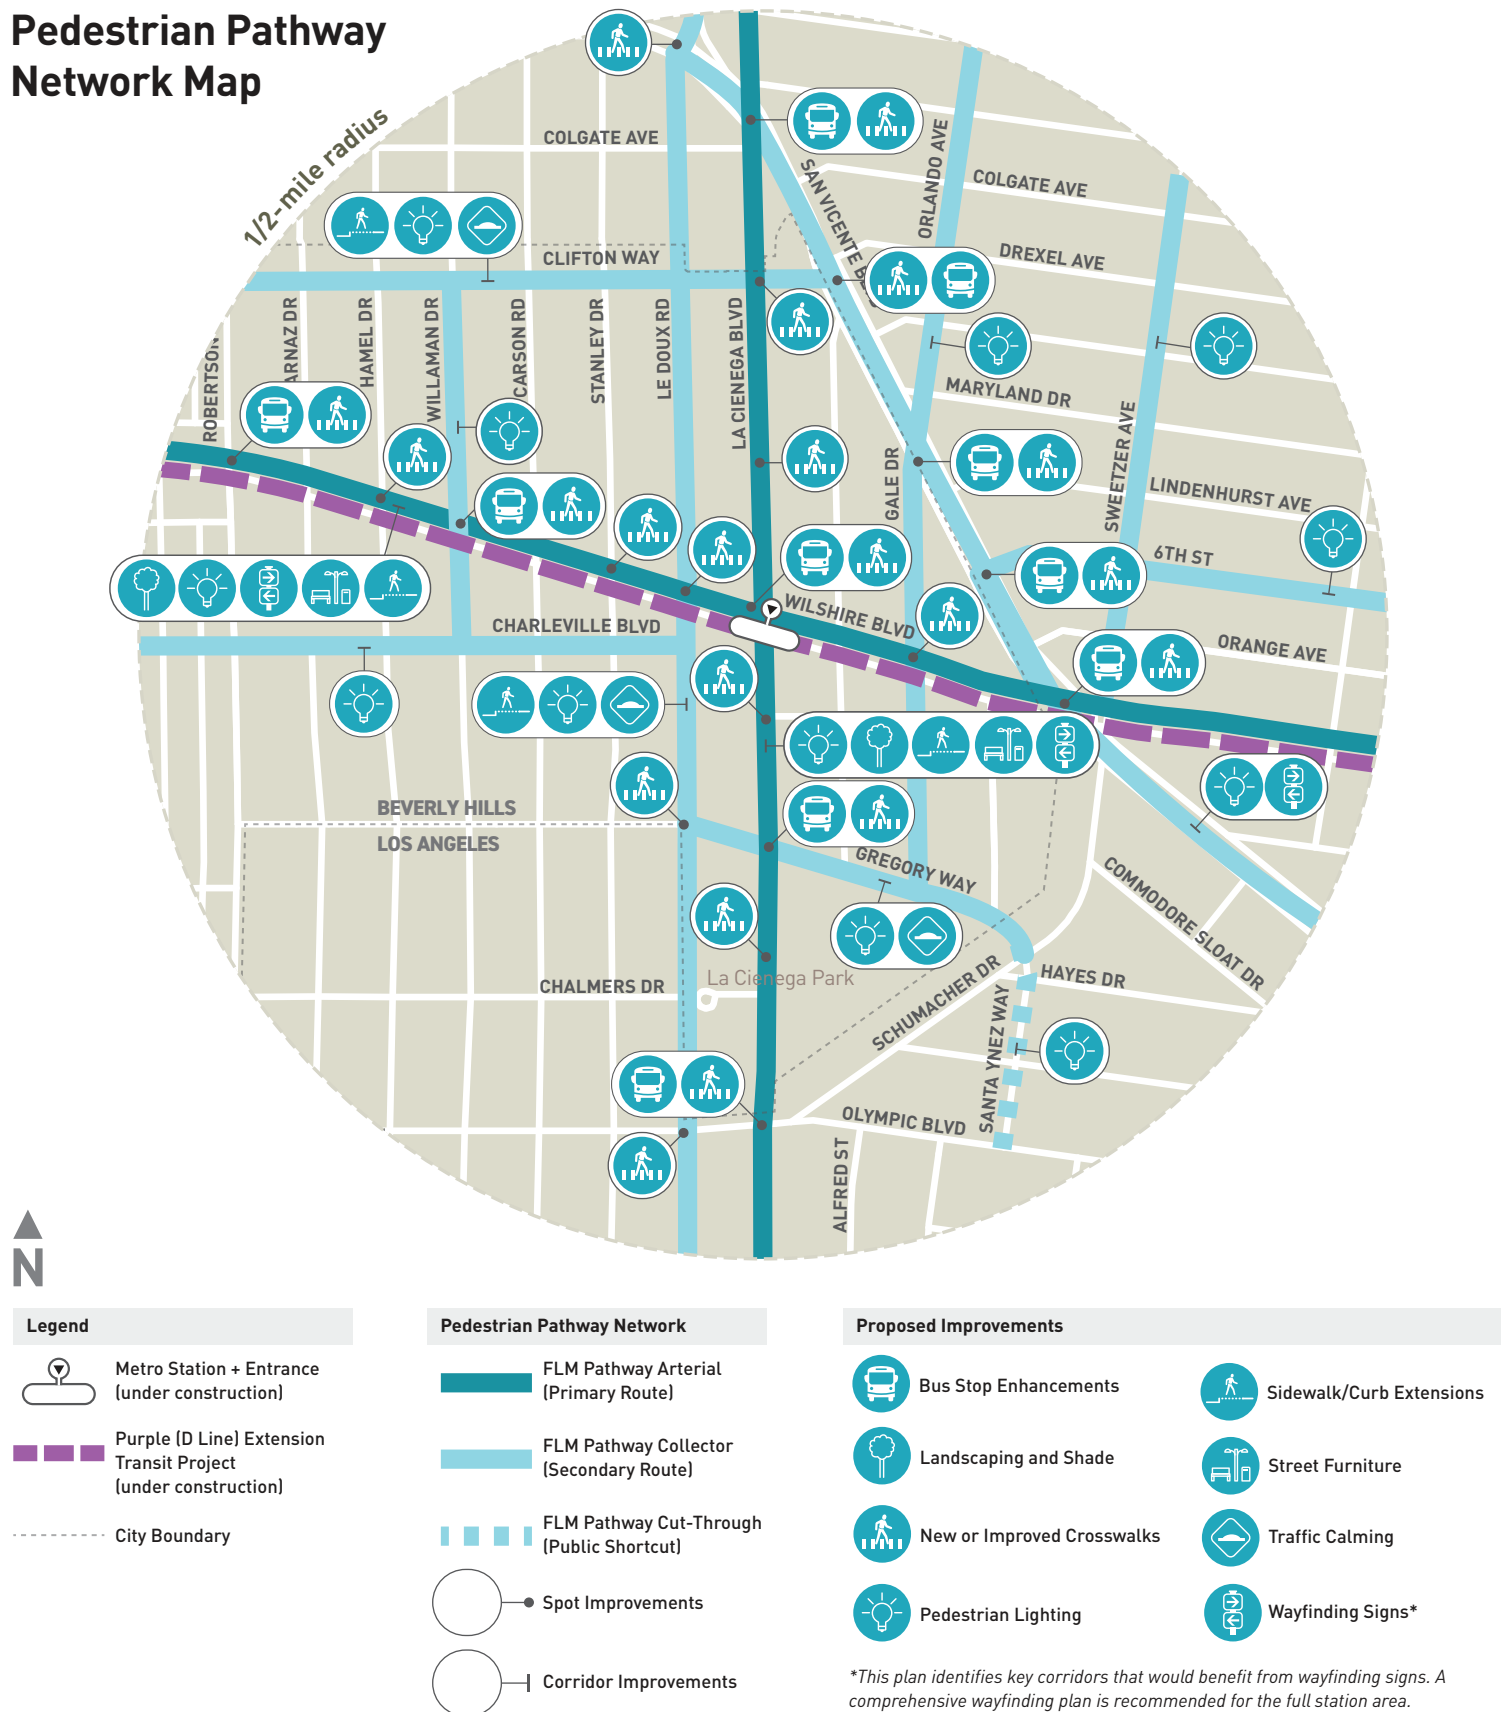 Pedestrian Pathway
Network Map
1/2-mile radius
COLGATE AVE
SAN VICENTE
ORLANDO AVE
COLGATE AVE
DREXEL AVE
CLIFTON WAY
ROBERTSON
ARNAZ DR
HAMEL DR
WILLAMAN DR
CARSON RD
STANLEY DR
LE DOUX RD
LA CIENEGA BLVD
MARYLAND DR
GALE DR
SWEETZER AVE
LINDENHURST AVE
6TH ST
WILSHIRE BLVD
CHARLEVILLE BLVD
ORANGE AVE
BEVERLY HILLS
LOS ANGELES
GREGORY WAY
COMMODORE SLOAT DR
La Cienega Park
CHALMERS DR
SCHUMACHER DR
HAYES DR
SANTA YNEZ WAY
OLYMPIC BLVD
ALFRED ST
N
Legend
Metro Station + Entrance
(under construction)
Purple (D Line) Extension
Transit Project
(under construction)
City Boundary
Pedestrian Pathway Network
FLM Pathway Arterial
(Primary Route)
FLM Pathway Collector
(Secondary Route)
FLM Pathway Cut-Through
(Public Shortcut)
Spot Improvements
Corridor Improvements
Proposed Improvements
Bus Stop Enhancements
Landscaping and Shade
New or Improved Crosswalks
Pedestrian Lighting
Sidewalk/Curb Extensions
Street Furniture
Traffic Calming
Wayfinding Signs*
*This plan identifies key corridors that would benefit from wayfinding signs. A
comprehensive wayfinding plan is recommended for the full station area.